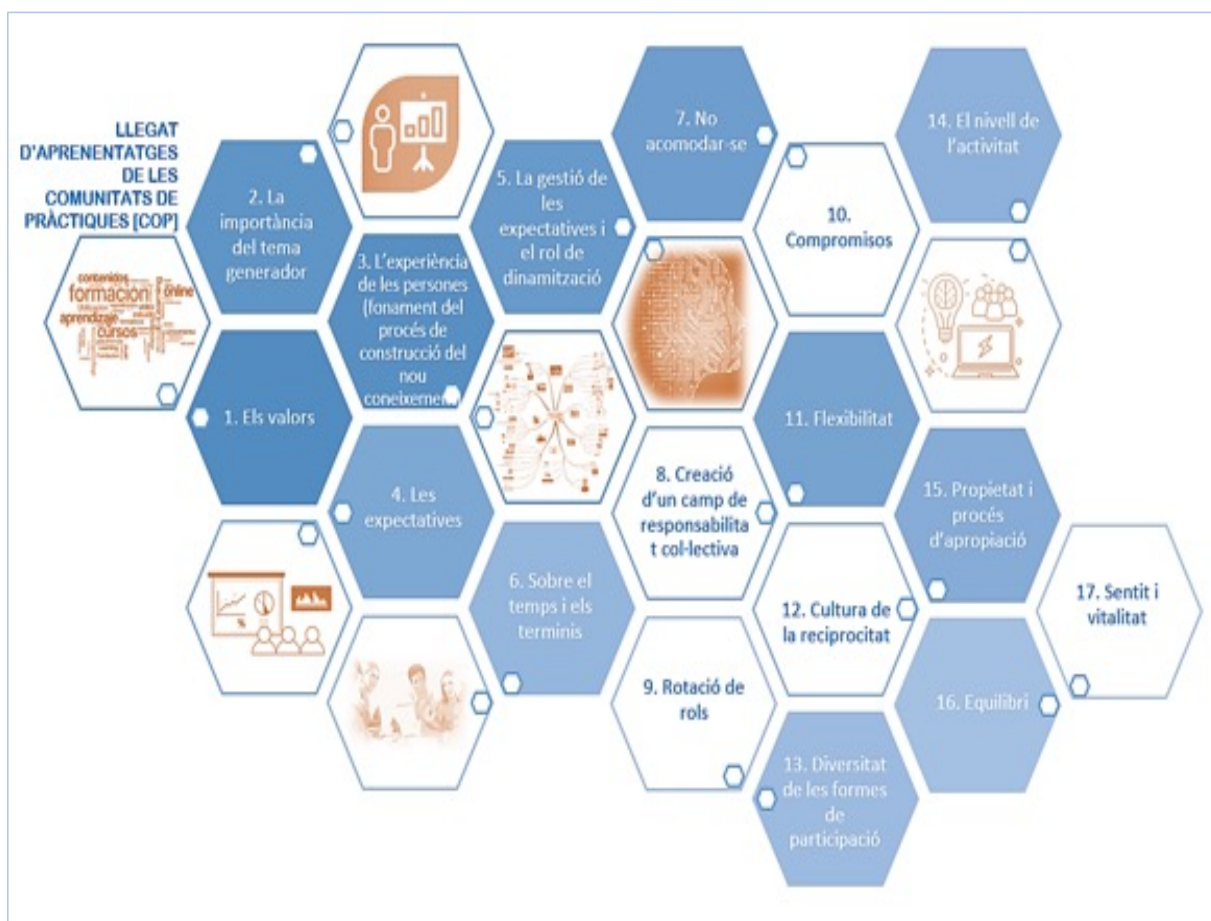 LLEGAT
D'APRENENTATGES
DE LES
COMUNITATS DE
PRÀCTIQUES [COP]
contenidos
formacion
online
aprendizaje
cursos
1. Els valors
2. La
importància
del tema
generador
3. L'experiència
de les persones
(fonament del
procés de
construcció del
nou
coneixement
4. Les
expectatives
5. La gestió de
les
expectatives i
el rol de
dinamització
6. Sobre el
temps i els
terminis
7. No
acomodar-se
8. Creació
d'un camp de
responsabilita
t col·lectiva
9. Rotació de
rols
10.
Compromisos
11. Flexibilitat
12. Cultura de
la reciprocitat
13. Diversitat
de les formes
de
participació
14. El nivell de
l'activitat
15. Propietat i
procés
d'apropiació
16. Equilibri
17. Sentit i
vitalitat